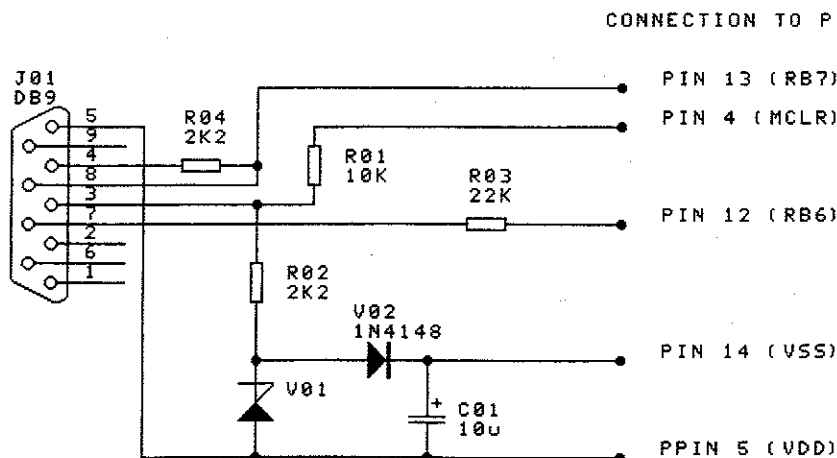 CONNECTION TO P
J01
DB9
5
9
4
8
3
7
2
6
1
R04
2K2
R01
10K
R03
22K
R02
2K2
V02
1N4148
V01
+
C01
10u
PIN 13 (RB7)
PIN 4 (MCLR)
PIN 12 (RB6)
PIN 14 (VSS)
PPIN 5 (VDD)